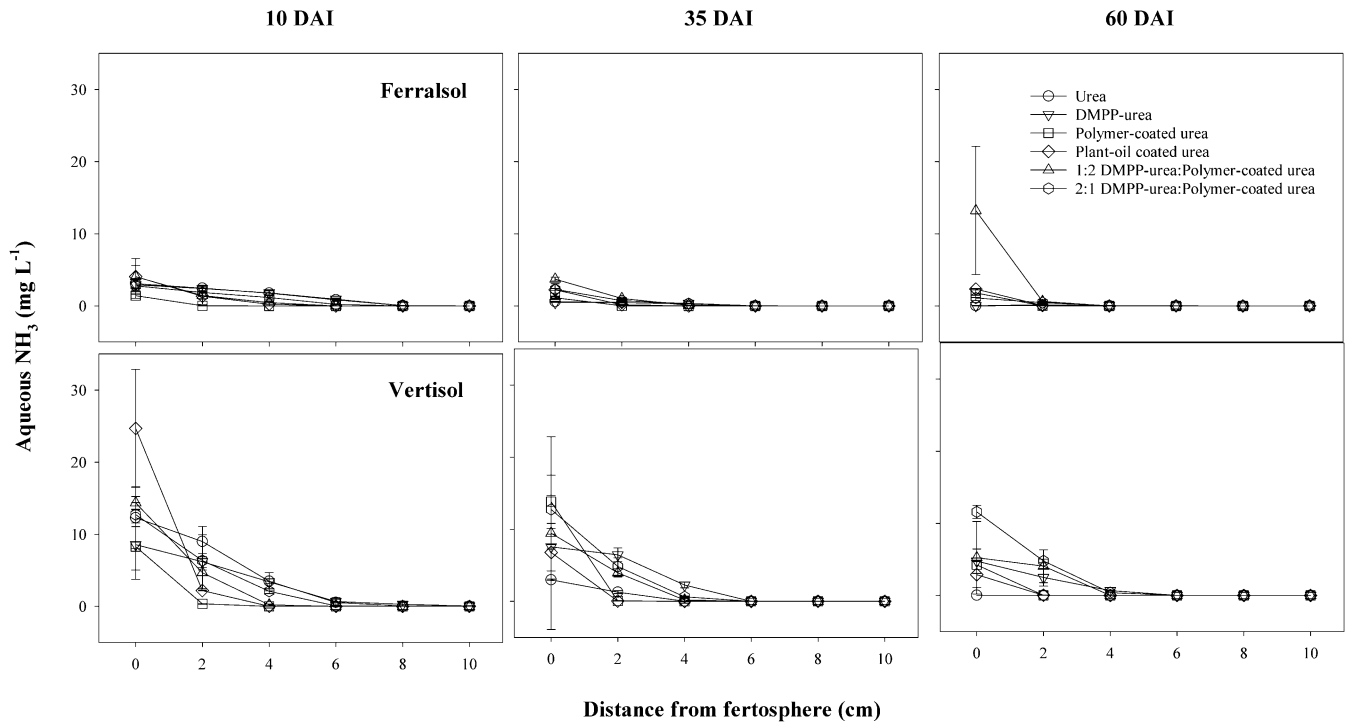 10 DAI
35 DAI
60 DAI
Ferralsol
Urea
DMPP-urea
Polymer-coated urea
Plant-oil coated urea
1:2 DMPP-urea:Polymer-coated urea
2:1 DMPP-urea:Polymer-coated urea
30
20
10
0
Aqueous NH3 (mg L-1)
Vertisol
30
20
10
0
0 2 4 6 8 10
0 2 4 6 8 10
0 2 4 6 8 10
Distance from fertosphere (cm)